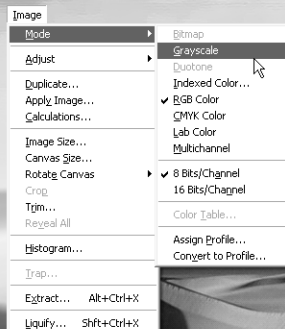 Image
Mode
Adjust
Duplicate...
Apply Image...
Calculations...
Image Size...
Canvas Size...
Rotate Canvas
Crop
Trim...
Reveal All
Histogram...
Trap...
Extract... Alt+Ctrl+X
Liquify... Shft+Ctrl+X
Bitmap
Grayscale
Duotone
Indexed Color...
RGB Color
CMYK Color
Lab Color
Multichannel
8 Bits/Channel
16 Bits/Channel
Color Table...
Assign Profile...
Convert to Profile...